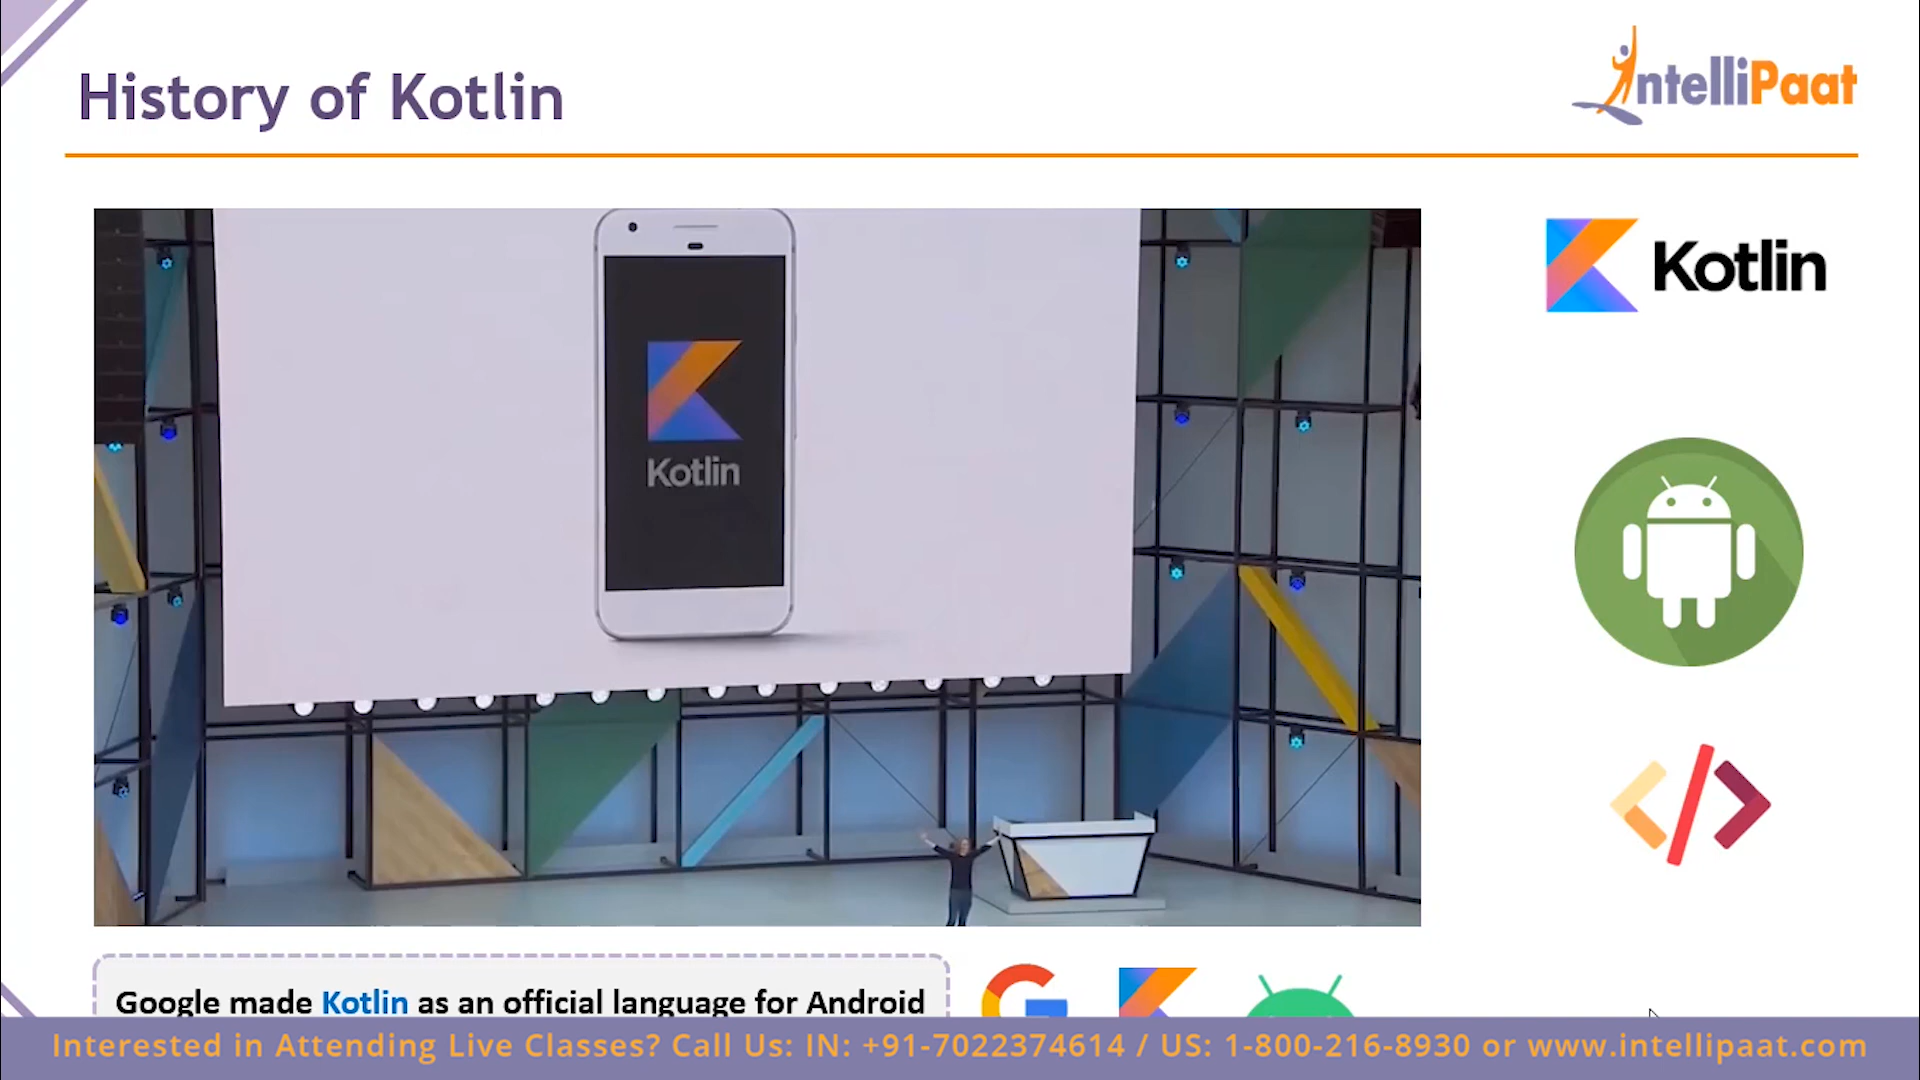 History of Kotlin
IntelliPaat
Kotlin
Kotlin
Google made Kotlin as an official language for Android
Interested in Attending Live Classes? Call Us: IN: +91-7022374614 / US: 1-800-216-8930 or www.intellipaat.com